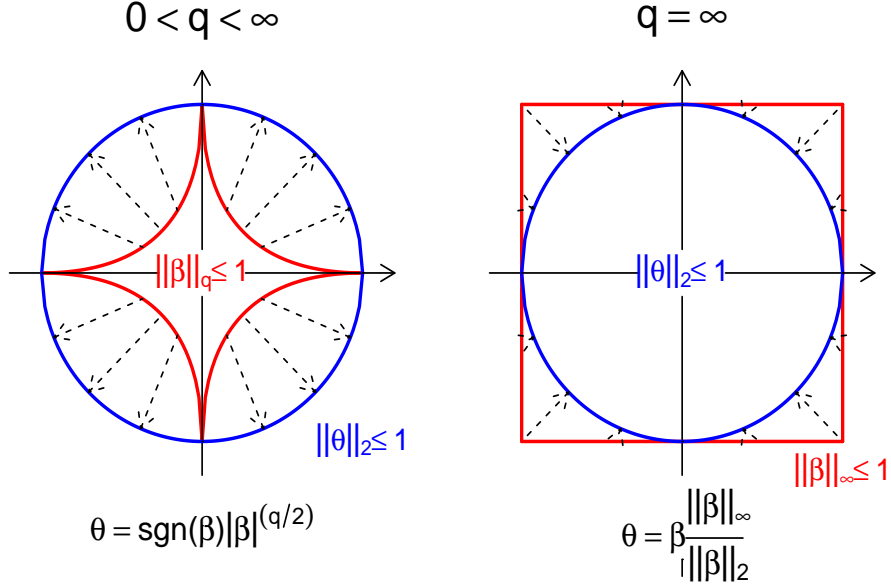 0 < q < ∞
q = ∞
||β||q ≤ 1
||θ||2 ≤ 1
||θ||2 ≤ 1
||β||∞ ≤ 1
θ = sgn(β)|β|^(q/2)
θ = β ||β||∞
||β||2